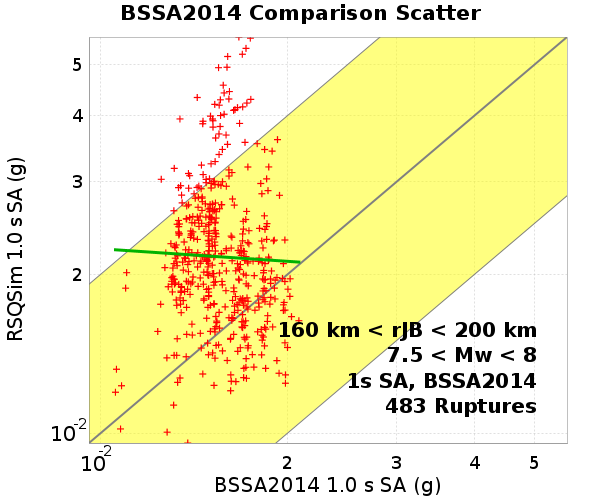 BSSA2014 Comparison Scatter
RSQSim 1.0 s SA (g)
5
4
3
2
10-2
160 km < rJB < 200 km
7.5 < Mw < 8
1s SA, BSSA2014
483 Ruptures
10-2
2
3
4
5
BSSA2014 1.0 s SA (g)